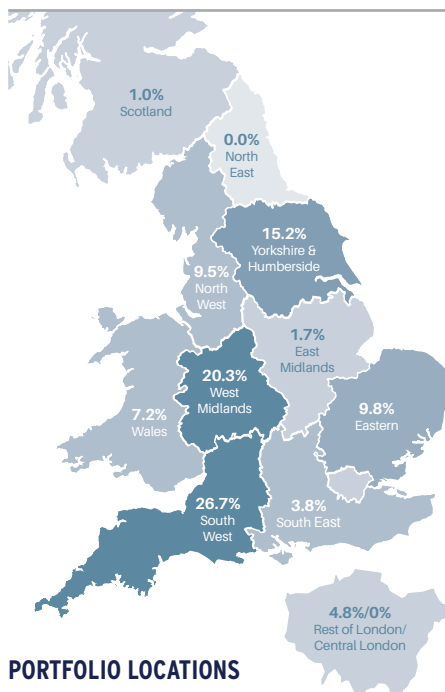 1.0%
Scotland
0.0%
North
East
15.2%
Yorkshire &
Humberside
9.5%
North
West
1.7%
East
Midlands
20.3%
West
Midlands
7.2%
Wales
9.8%
Eastern
26.7%
South
West
3.8%
South East
4.8%/0%
Rest of London/
Central London
PORTFOLIO LOCATIONS